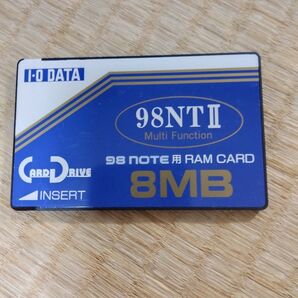 I·O DATA
98NTⅡ
Multi Function
98 NOTE用 RAM CARD
CARD DRIVE
8MB
INSERT